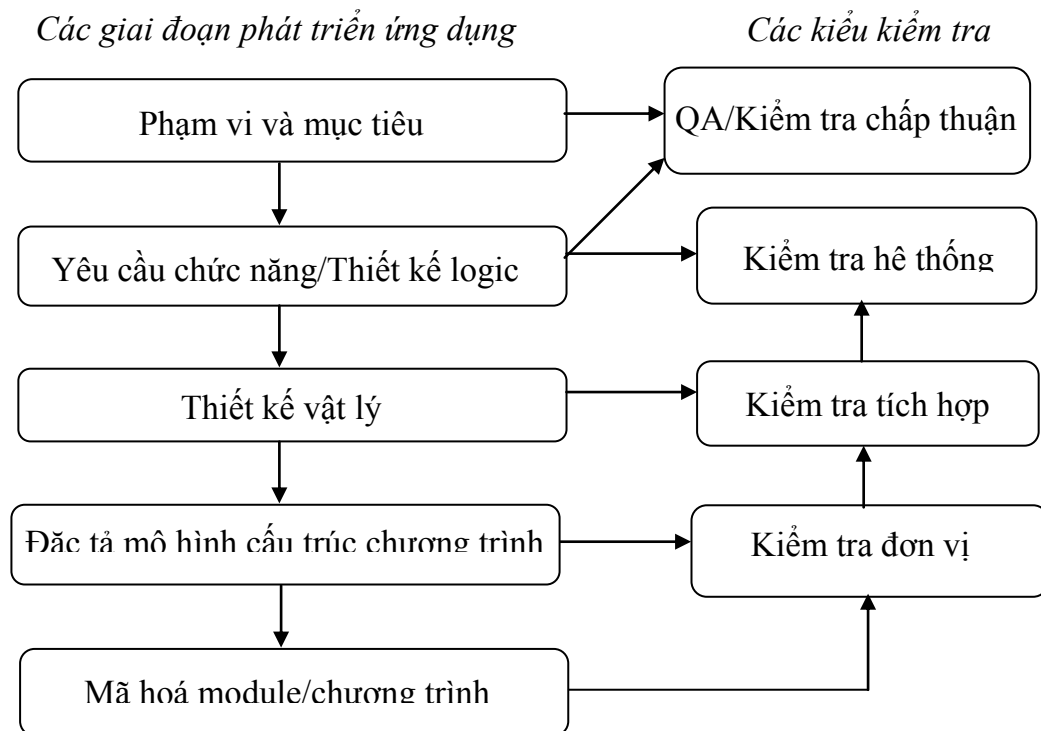 Các giai đoạn phát triển ứng dụng
Các kiểu kiểm tra
Phạm vi và mục tiêu
QA/Kiểm tra chấp thuận
Yêu cầu chức năng/Thiết kế logic
Kiểm tra hê thống
Thiết kế vật lý
Kiểm tra tích hợp
Đăc tả mô hình cấu trúc chương trình
Kiểm tra đơn vị
Mã hoá module/chương trình